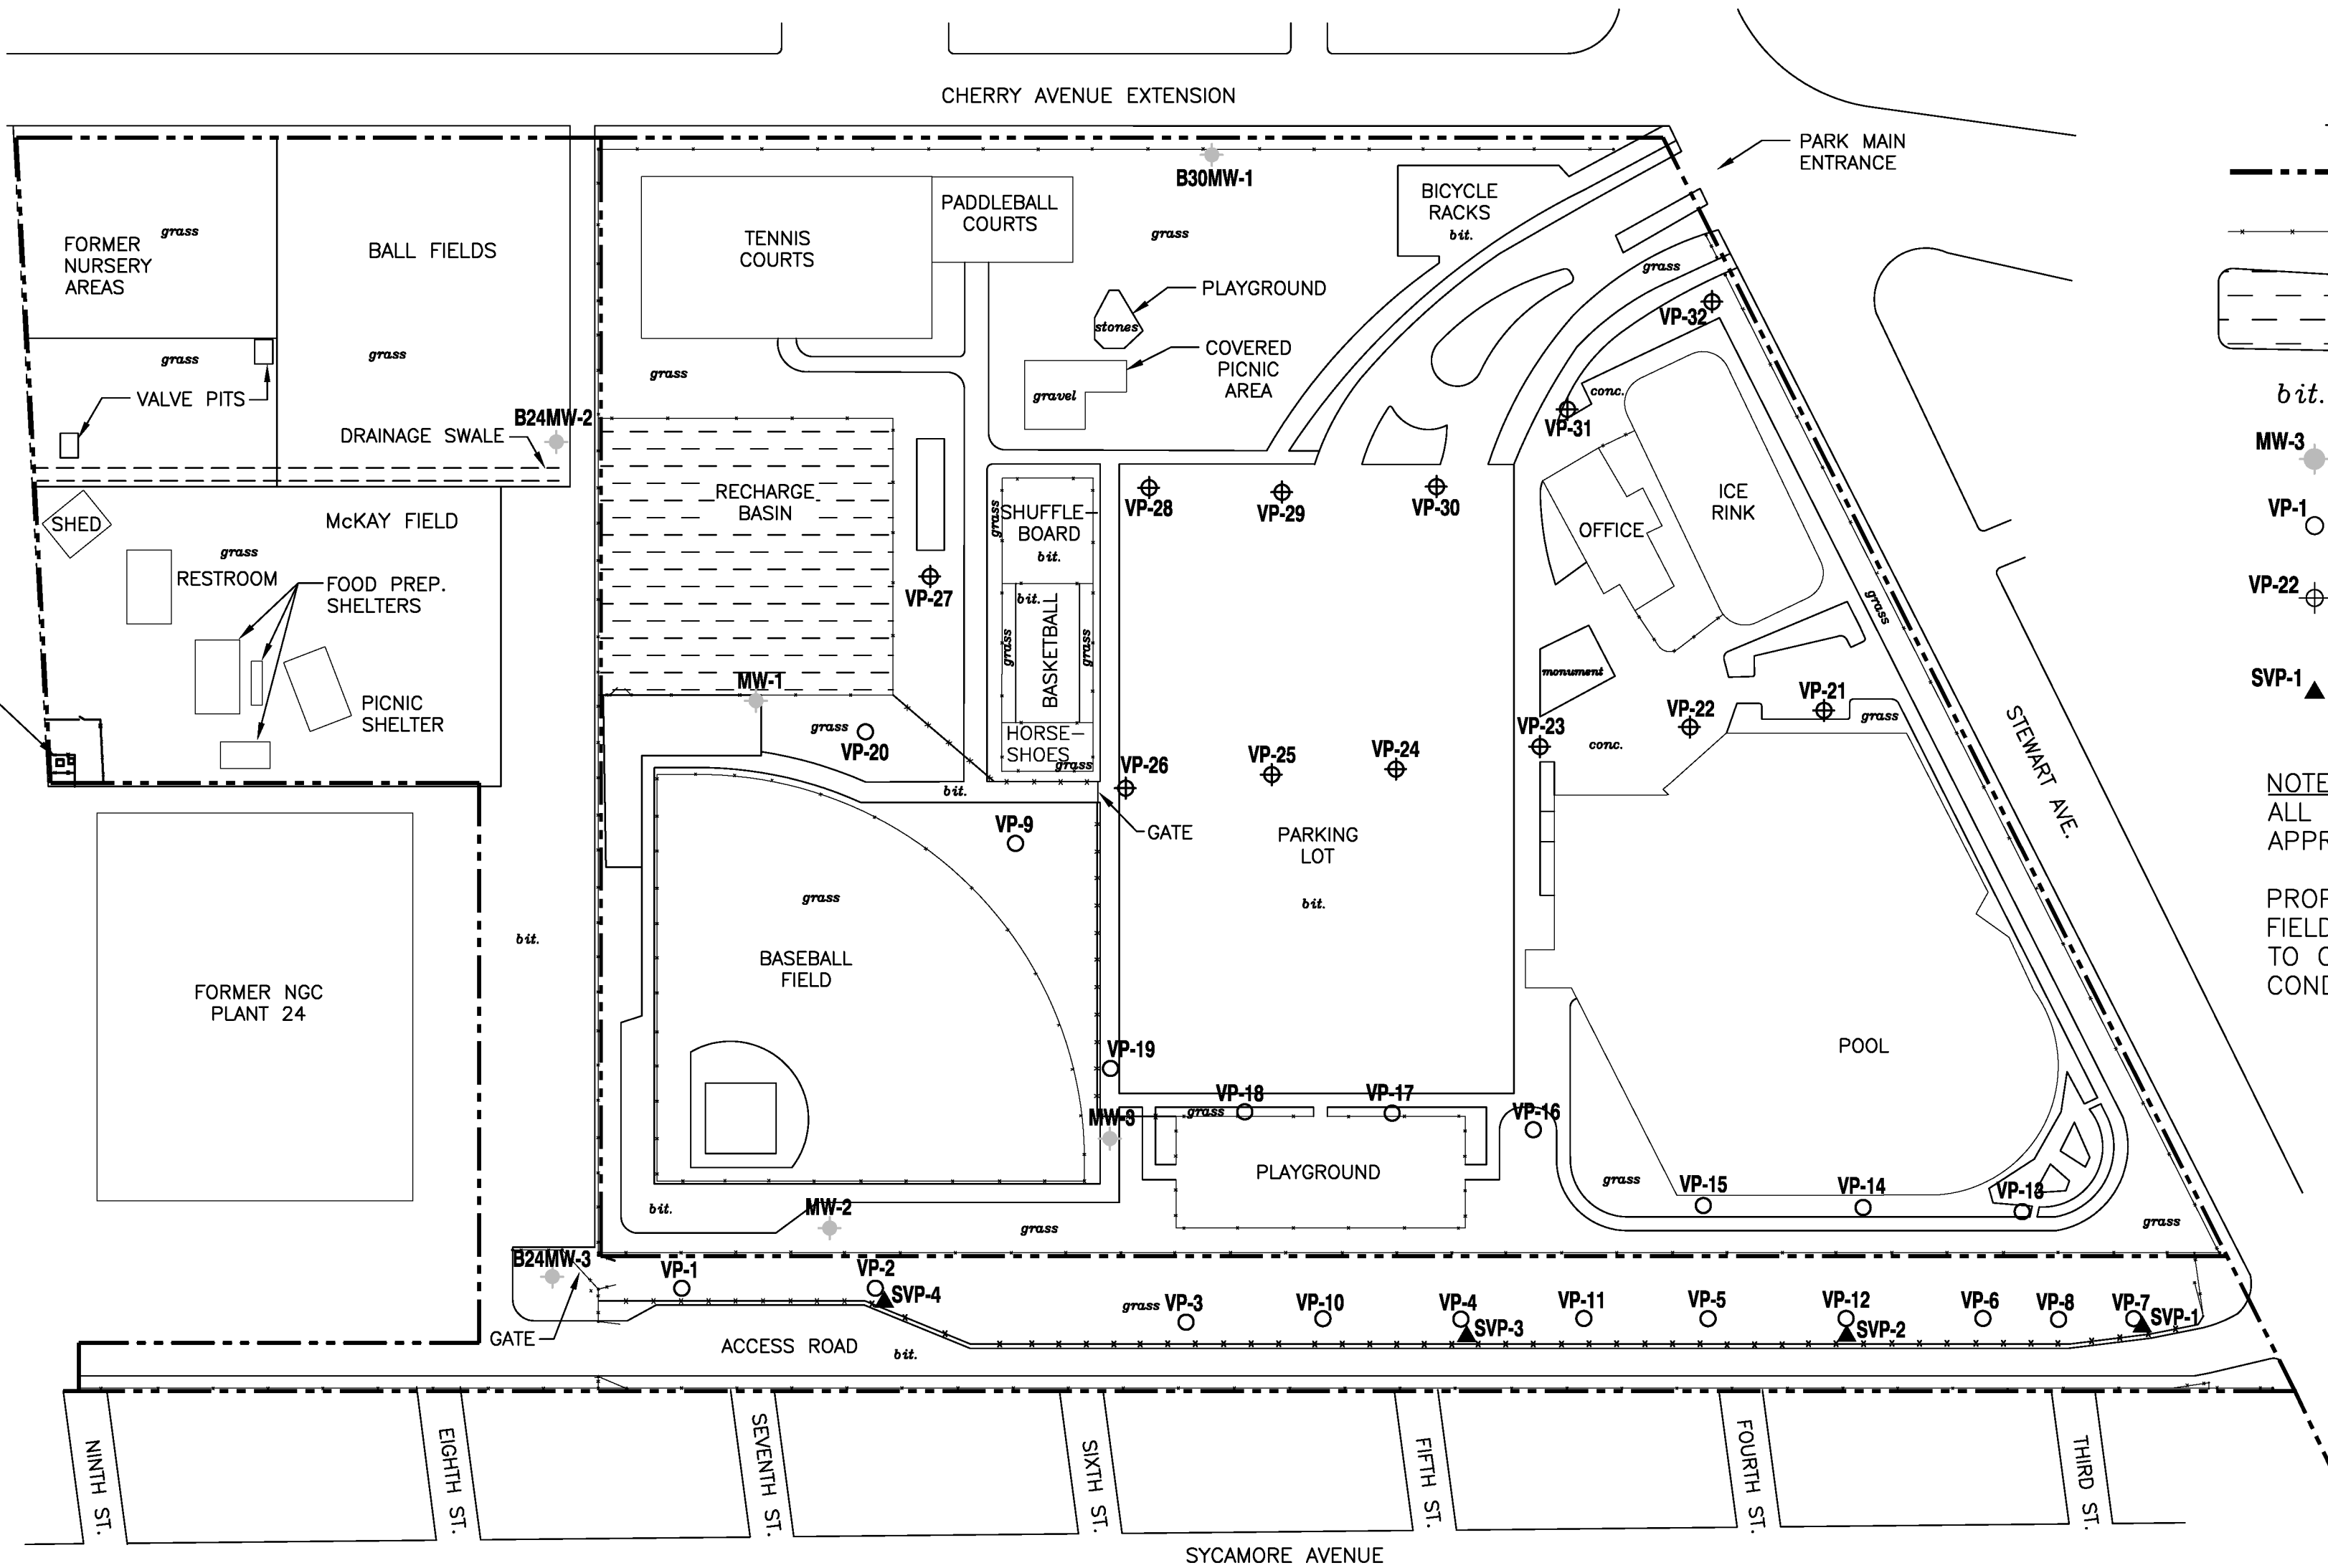 CHERRY AVENUE EXTENSION
PARK MAIN
ENTRANCE
B30MW-1
BICYCLE
RACKS
bit.
PADDLEBALL
COURTS
TENNIS
COURTS
grass
FORMER
NURSERY
AREAS
grass
BALL FIELDS
grass
grass
VALVE PITS
B24MW-2
DRAINAGE SWALE
grass
PLAYGROUND
stones
COVERED
PICNIC
AREA
gravel
grass
VP-32
conc.
VP-31
bit.
MW-3
VP-1
VP-22
SVP-1
SHED
McKAY FIELD
grass
RESTROOM
FOOD PREP.
SHELTERS
PICNIC
SHELTER
RECHARGE
BASIN
VP-27
grass
SHUFFLE-
BOARD
bit.
bit.
grass
BASKETBALL
grass
HORSE-
SHOES
grass
VP-28
VP-29
VP-30
OFFICE
ICE
RINK
grass
monument
MW-1
grass
VP-20
VP-26
VP-25
VP-24
VP-23
VP-22
VP-21
grass
conc.
STEWART AVE.
NOTE
ALL
APPR
PROP
FIELD
TO C
COND
bit.
VP-9
GATE
PARKING
LOT
bit.
grass
BASEBALL
FIELD
bit.
FORMER NGC
PLANT 24
POOL
VP-19
VP-18
VP-17
VP-16
grass
MW-3
PLAYGROUND
grass
VP-15
VP-14
VP-13
grass
bit.
MW-2
grass
B24MW-3
VP-1
VP-2
SVP-4
grass
VP-3
VP-10
VP-4
SVP-3
VP-11
VP-5
VP-12
SVP-2
VP-6
VP-8
VP-7
SVP-1
GATE
ACCESS ROAD
bit.
NINTH ST.
EIGHTH ST.
SEVENTH ST.
SIXTH ST.
FIFTH ST.
FOURTH ST.
THIRD ST.
SYCAMORE AVENUE